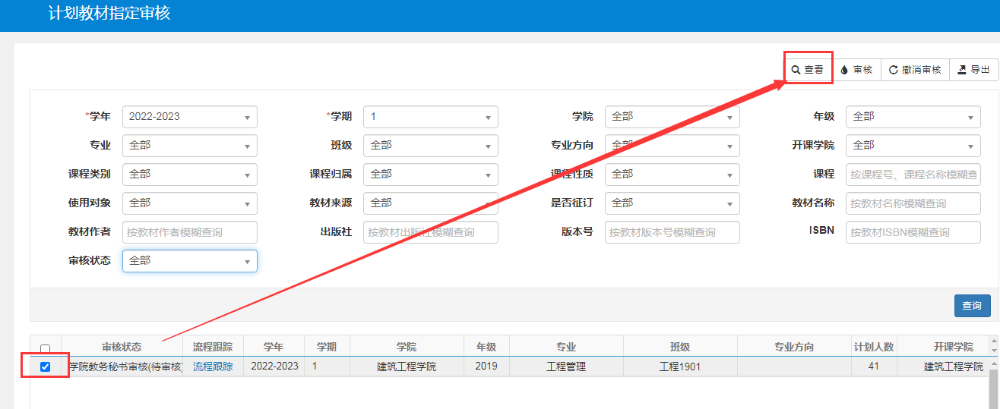 计划教材指定审核
查看 审核 撤消审核 导出
*学年 2022-2023 *学期 1 学院 全部 年级 全部
专业 全部 班级 全部 专业方向 全部 开课学院 全部
课程类别 全部 课程归属 全部 课程性质 全部 课程 按课程号、课程名称模糊查
使用对象 全部 教材来源 全部 是否征订 全部 教材名称 按教材名称模糊查询
教材作者 按教材作者模糊查询 出版社 按教材出版社模糊查询 版本号 按教材版本号模糊查询 ISBN 按教材ISBN模糊查询
审核状态 全部
查询
审核状态 流程跟踪 学年 学期 学院 年级 专业 班级 专业方向 计划人数 开课学院
学院教务秘书审核(待审核) 流程跟踪 2022-2023 1 建筑工程学院 2019 工程管理 工程1901 41 建筑工程学院